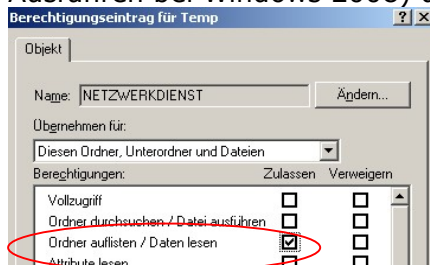 Berechtigungseintrag für Temp
Objekt
Name: NETZWERKDIENST Ändern...
Übernehmen für:
Diesen Ordner, Unterordner und Dateien
Berechtigungen: Zulassen Verweigern
Vollzugriff
Ordner durchsuchen / Datei ausführen
Ordner auflisten / Daten lesen
Attribute lesen